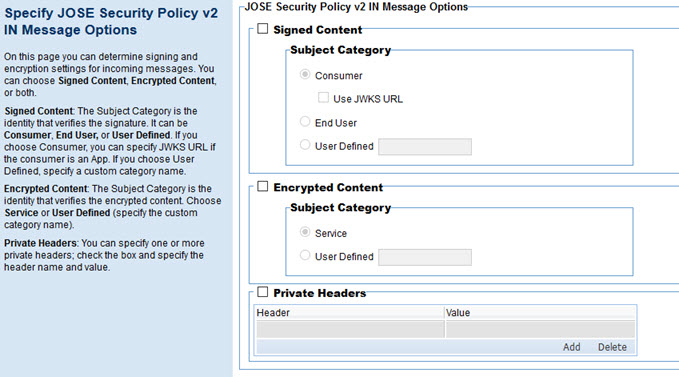 Specify JOSE Security Policy v2
IN Message Options
On this page you can determine signing and
encryption settings for incoming messages. You
can choose Signed Content, Encrypted Content,
or both.
Signed Content: The Subject Category is the
identity that verifies the signature. It can be
Consumer, End User, or User Defined. If you
choose Consumer, you can specify JWKS URL if
the consumer is an App. If you choose User
Defined, specify a custom category name.
Encrypted Content: The Subject Category is the
identity that verifies the encrypted content. Choose
Service or User Defined (specify the custom
category name).
Private Headers: You can specify one or more
private headers; check the box and specify the
header name and value.
JOSE Security Policy v2 IN Message Options
Signed Content
Subject Category
Consumer
Use JWKS URL
End User
User Defined
Encrypted Content
Subject Category
Service
User Defined
Private Headers
Header Value
Add Delete